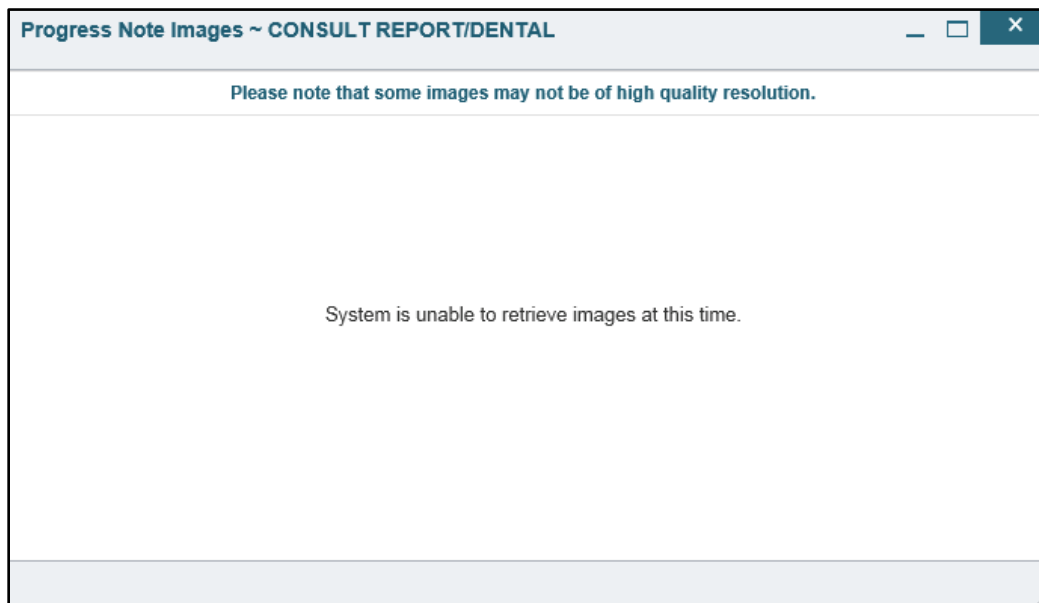 Progress Note Images ~ CONSULT REPORT/DENTAL
Please note that some images may not be of high quality resolution.
System is unable to retrieve images at this time.